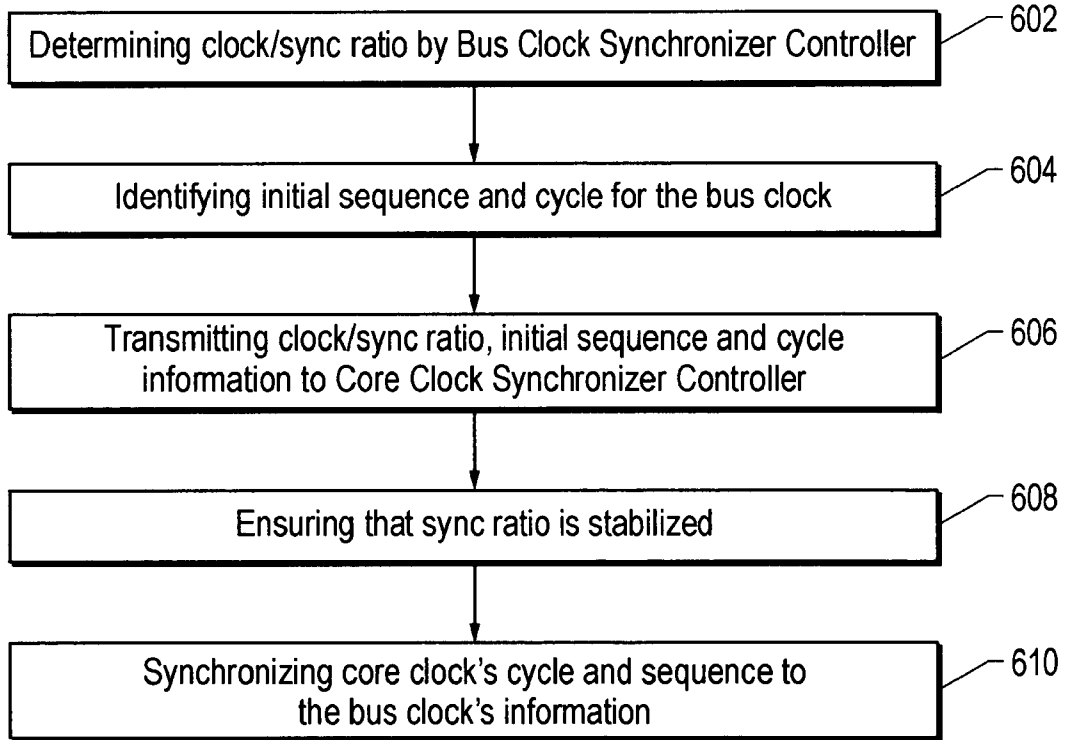 Determining clock/sync ratio by Bus Clock Synchronizer Controller
602
Identifying initial sequence and cycle for the bus clock
604
Transmitting clock/sync ratio, initial sequence and cycle
information to Core Clock Synchronizer Controller
606
Ensuring that sync ratio is stabilized
608
Synchronizing core clock's cycle and sequence to
the bus clock's information
610